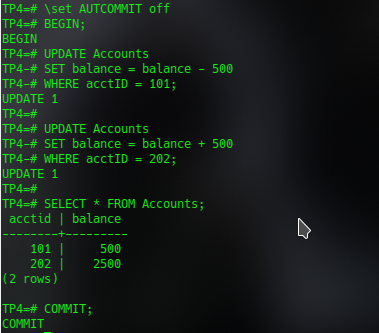 TP4=# \set AUTCOMMIT off
TP4=# BEGIN;
BEGIN
TP4=# UPDATE Accounts
TP4-# SET balance = balance - 500
TP4-# WHERE acctID = 101;
UPDATE 1
TP4=#
TP4=# UPDATE Accounts
TP4-# SET balance = balance + 500
TP4-# WHERE acctID = 202;
UPDATE 1
TP4=#
TP4=# SELECT * FROM Accounts;
 acctid | balance
--------+---------
    101 |     500
    202 |    2500
(2 rows)

TP4=# COMMIT;
COMMIT